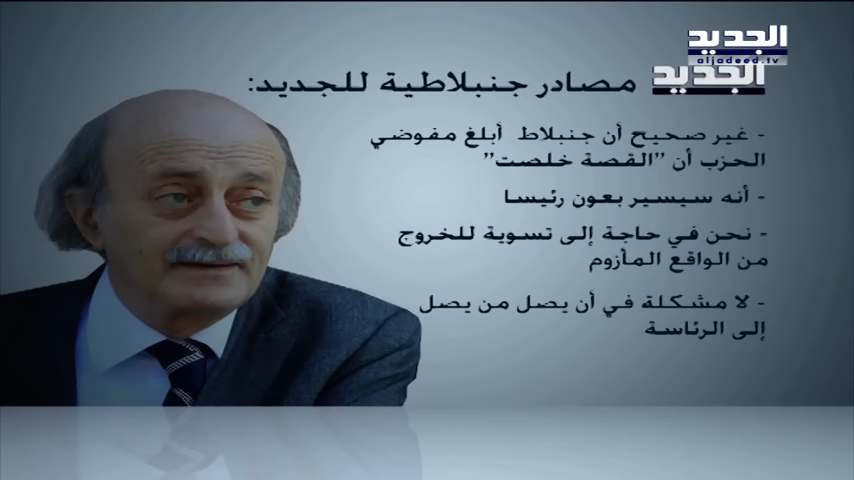 الجديد
aljadeed.tv
الجديد
مصادر جنبلاطية للجديد:
- غير صحيح أن جنبلاط أبلغ مفوضي
الحزب أن "القصة خلصت"
- أنه سيسير بعون رئيسا
- نحن في حاجة إلى تسوية للخروج
من الواقع المأزوم
- لا مشكلة في أن يصل من يصل
إلى الرئاسة